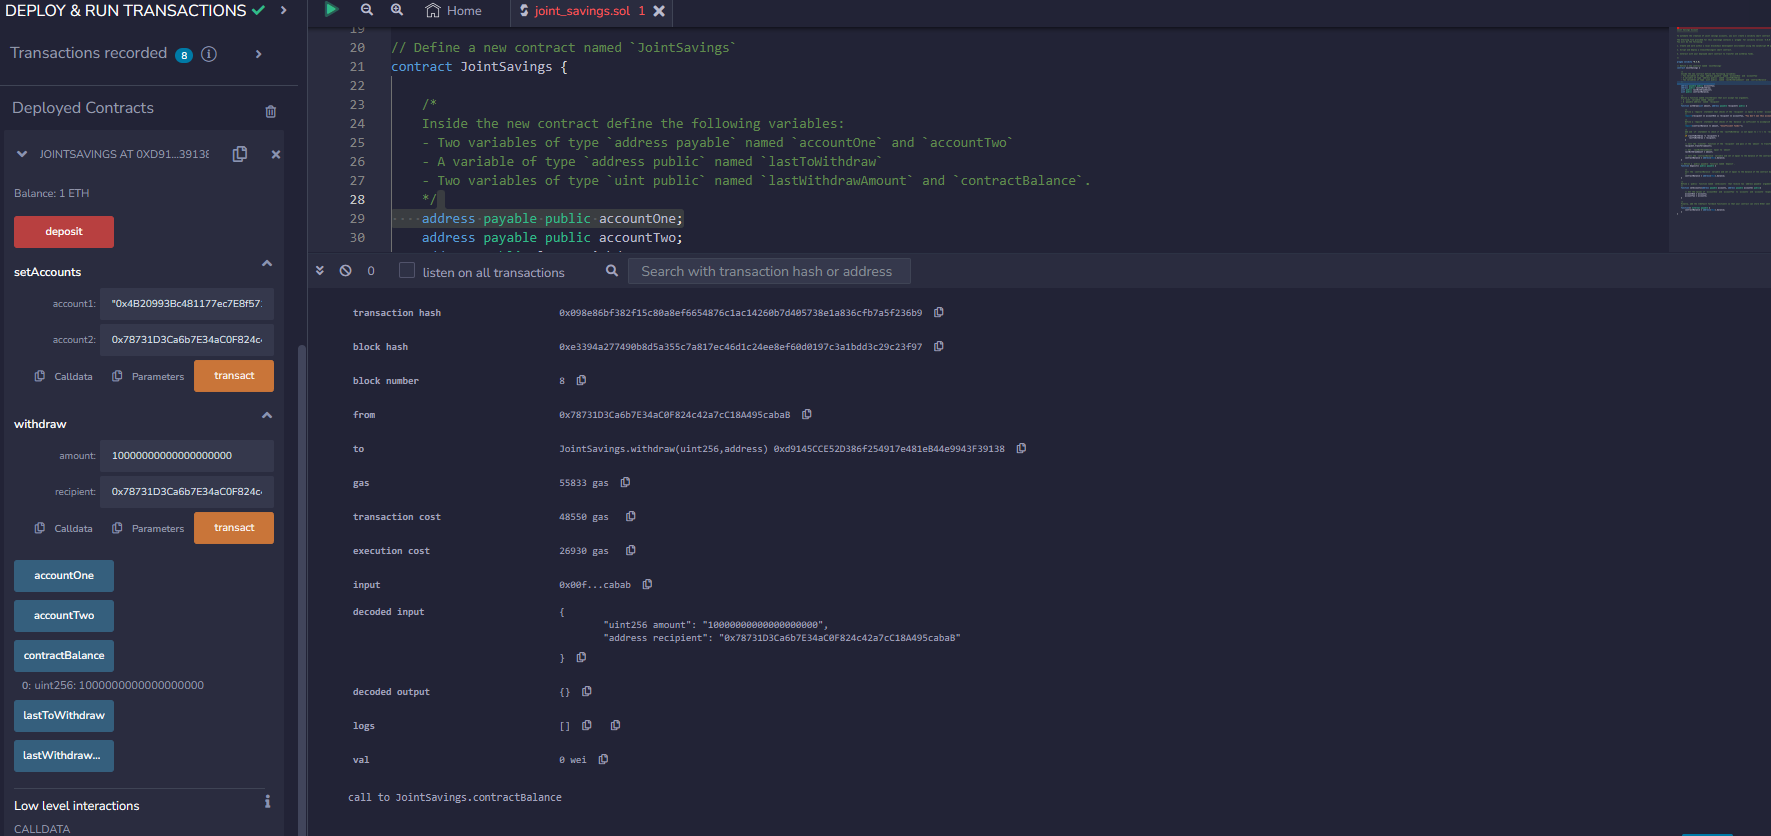 DEPLOY & RUN TRANSACTIONS
Transactions recorded 8
Deployed Contracts
JOINTSAVINGS AT 0XD91...39138
Balance: 1 ETH
deposit
setAccounts
account1: "0x4B20993Bc481177ec7E8f571
account2: 0x78731D3Ca6b7E34aC0F824c4
Calldata Parameters transact
withdraw
amount: 10000000000000000000
recipient: 0x78731D3Ca6b7E34aC0F824c4
Calldata Parameters transact
accountOne
accountTwo
contractBalance
0: uint256: 1000000000000000000
lastToWithdraw
lastWithdraw...
Low level interactions
CALLDATA
Home joint_savings.sol 1
19
20 // Define a new contract named `JointSavings`
21 contract JointSavings {
22
23 /*
24 Inside the new contract define the following variables:
25 - Two variables of type `address payable` named `accountOne` and `accountTwo`
26 - A variable of type `address public` named `lastToWithdraw`
27 - Two variables of type `uint public` named `lastWithdrawAmount` and `contractBalance`.
28 */
29 address payable public accountOne;
30 address payable public accountTwo;
0 listen on all transactions Search with transaction hash or address
transaction hash 0x098e86bf382f15c80a8ef6654876c1ac14260b7d405738e1a836cfb7a5f236b9
block hash 0xe3394a277490b8d5a355c7a817ec46d1c24ee8ef60d0197c3a1bdd3c29c23f97
block number 8
from 0x78731D3Ca6b7E34aC0F824c42a7cC18A495cabaB
to JointSavings.withdraw(uint256,address) 0xd9145CCE52D386f254917e481eB44e9943F39138
gas 55833 gas
transaction cost 48550 gas
execution cost 26930 gas
input 0x00f...cabab
decoded input {
"uint256 amount": "10000000000000000000",
"address recipient": "0x78731D3Ca6b7E34aC0F824c42a7cC18A495cabaB"
}
decoded output {}
logs []
val 0 wei
call to JointSavings.contractBalance